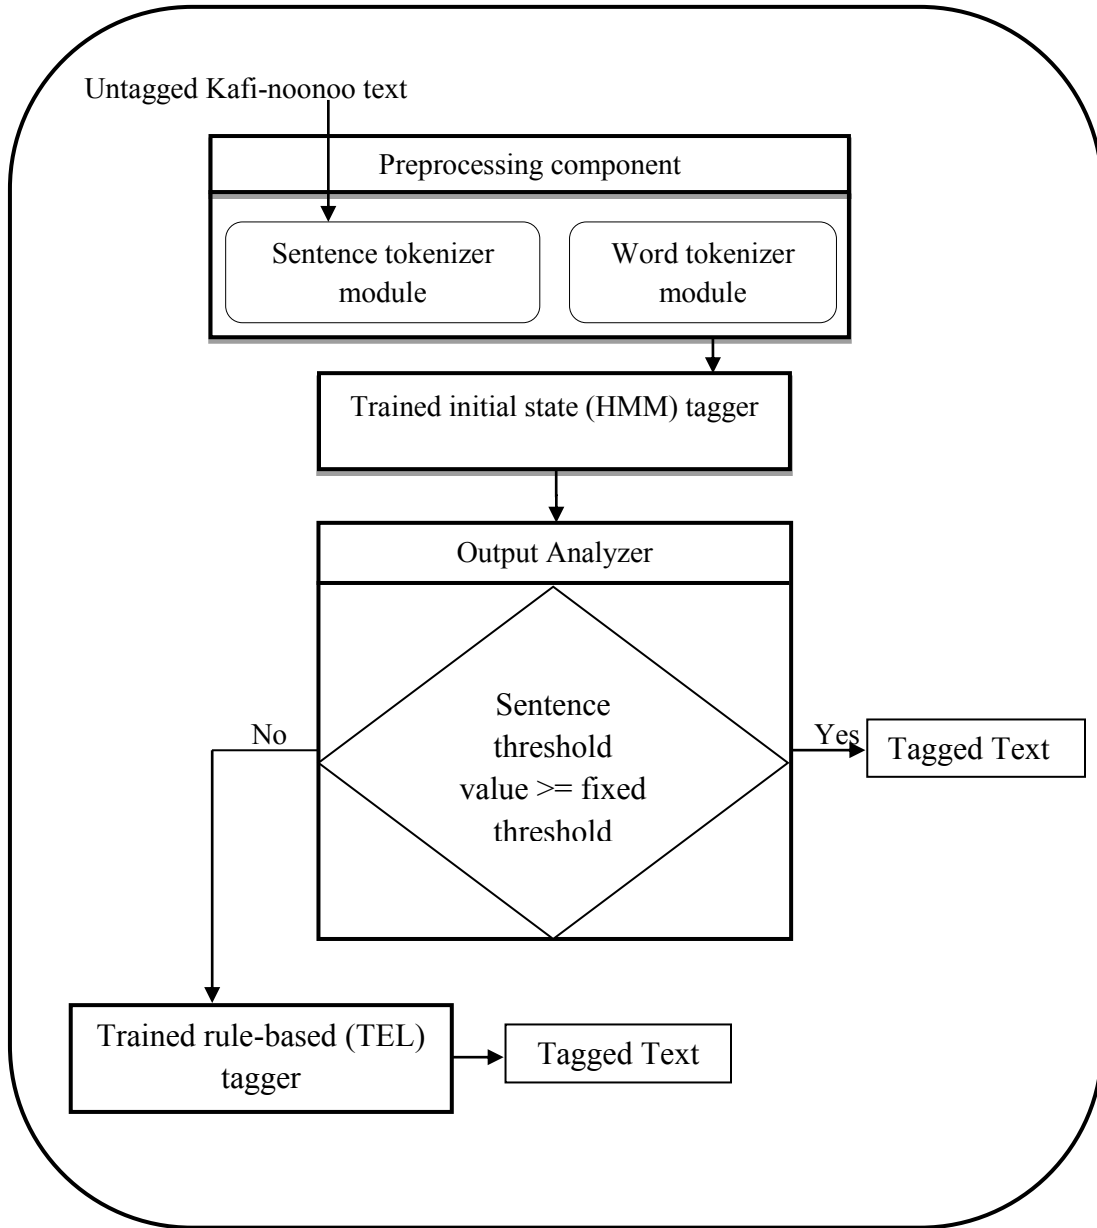 Untagged Kafi-noonoo text
Preprocessing component
Sentence tokenizer
module
Word tokenizer
module
Trained initial state (HMM) tagger
Output Analyzer
Sentence
threshold
value >= fixed
threshold
No
Yes
Tagged Text
Trained rule-based (TEL)
tagger
Tagged Text